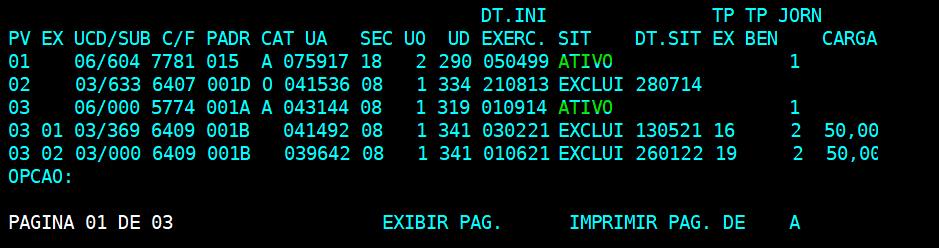 DT.INI TP TP JORN
PV EX UCD/SUB C/F PADR CAT UA SEC UO UD EXERC. SIT DT.SIT EX BEN CARGA
01 06/604 7781 015 A 075917 18 2 290 050499 ATIVO 1
02 03/633 6407 001D O 041536 08 1 334 210813 EXCLUI 280714
03 06/000 5774 001A A 043144 08 1 319 010914 ATIVO 1
03 01 03/369 6409 001B 041492 08 1 341 030221 EXCLUI 130521 16 2 50,00
03 02 03/000 6409 001B 039642 08 1 341 010621 EXCLUI 260122 19 2 50,00
OPCAO:
PAGINA 01 DE 03 EXIBIR PAG. IMPRIMIR PAG. DE A